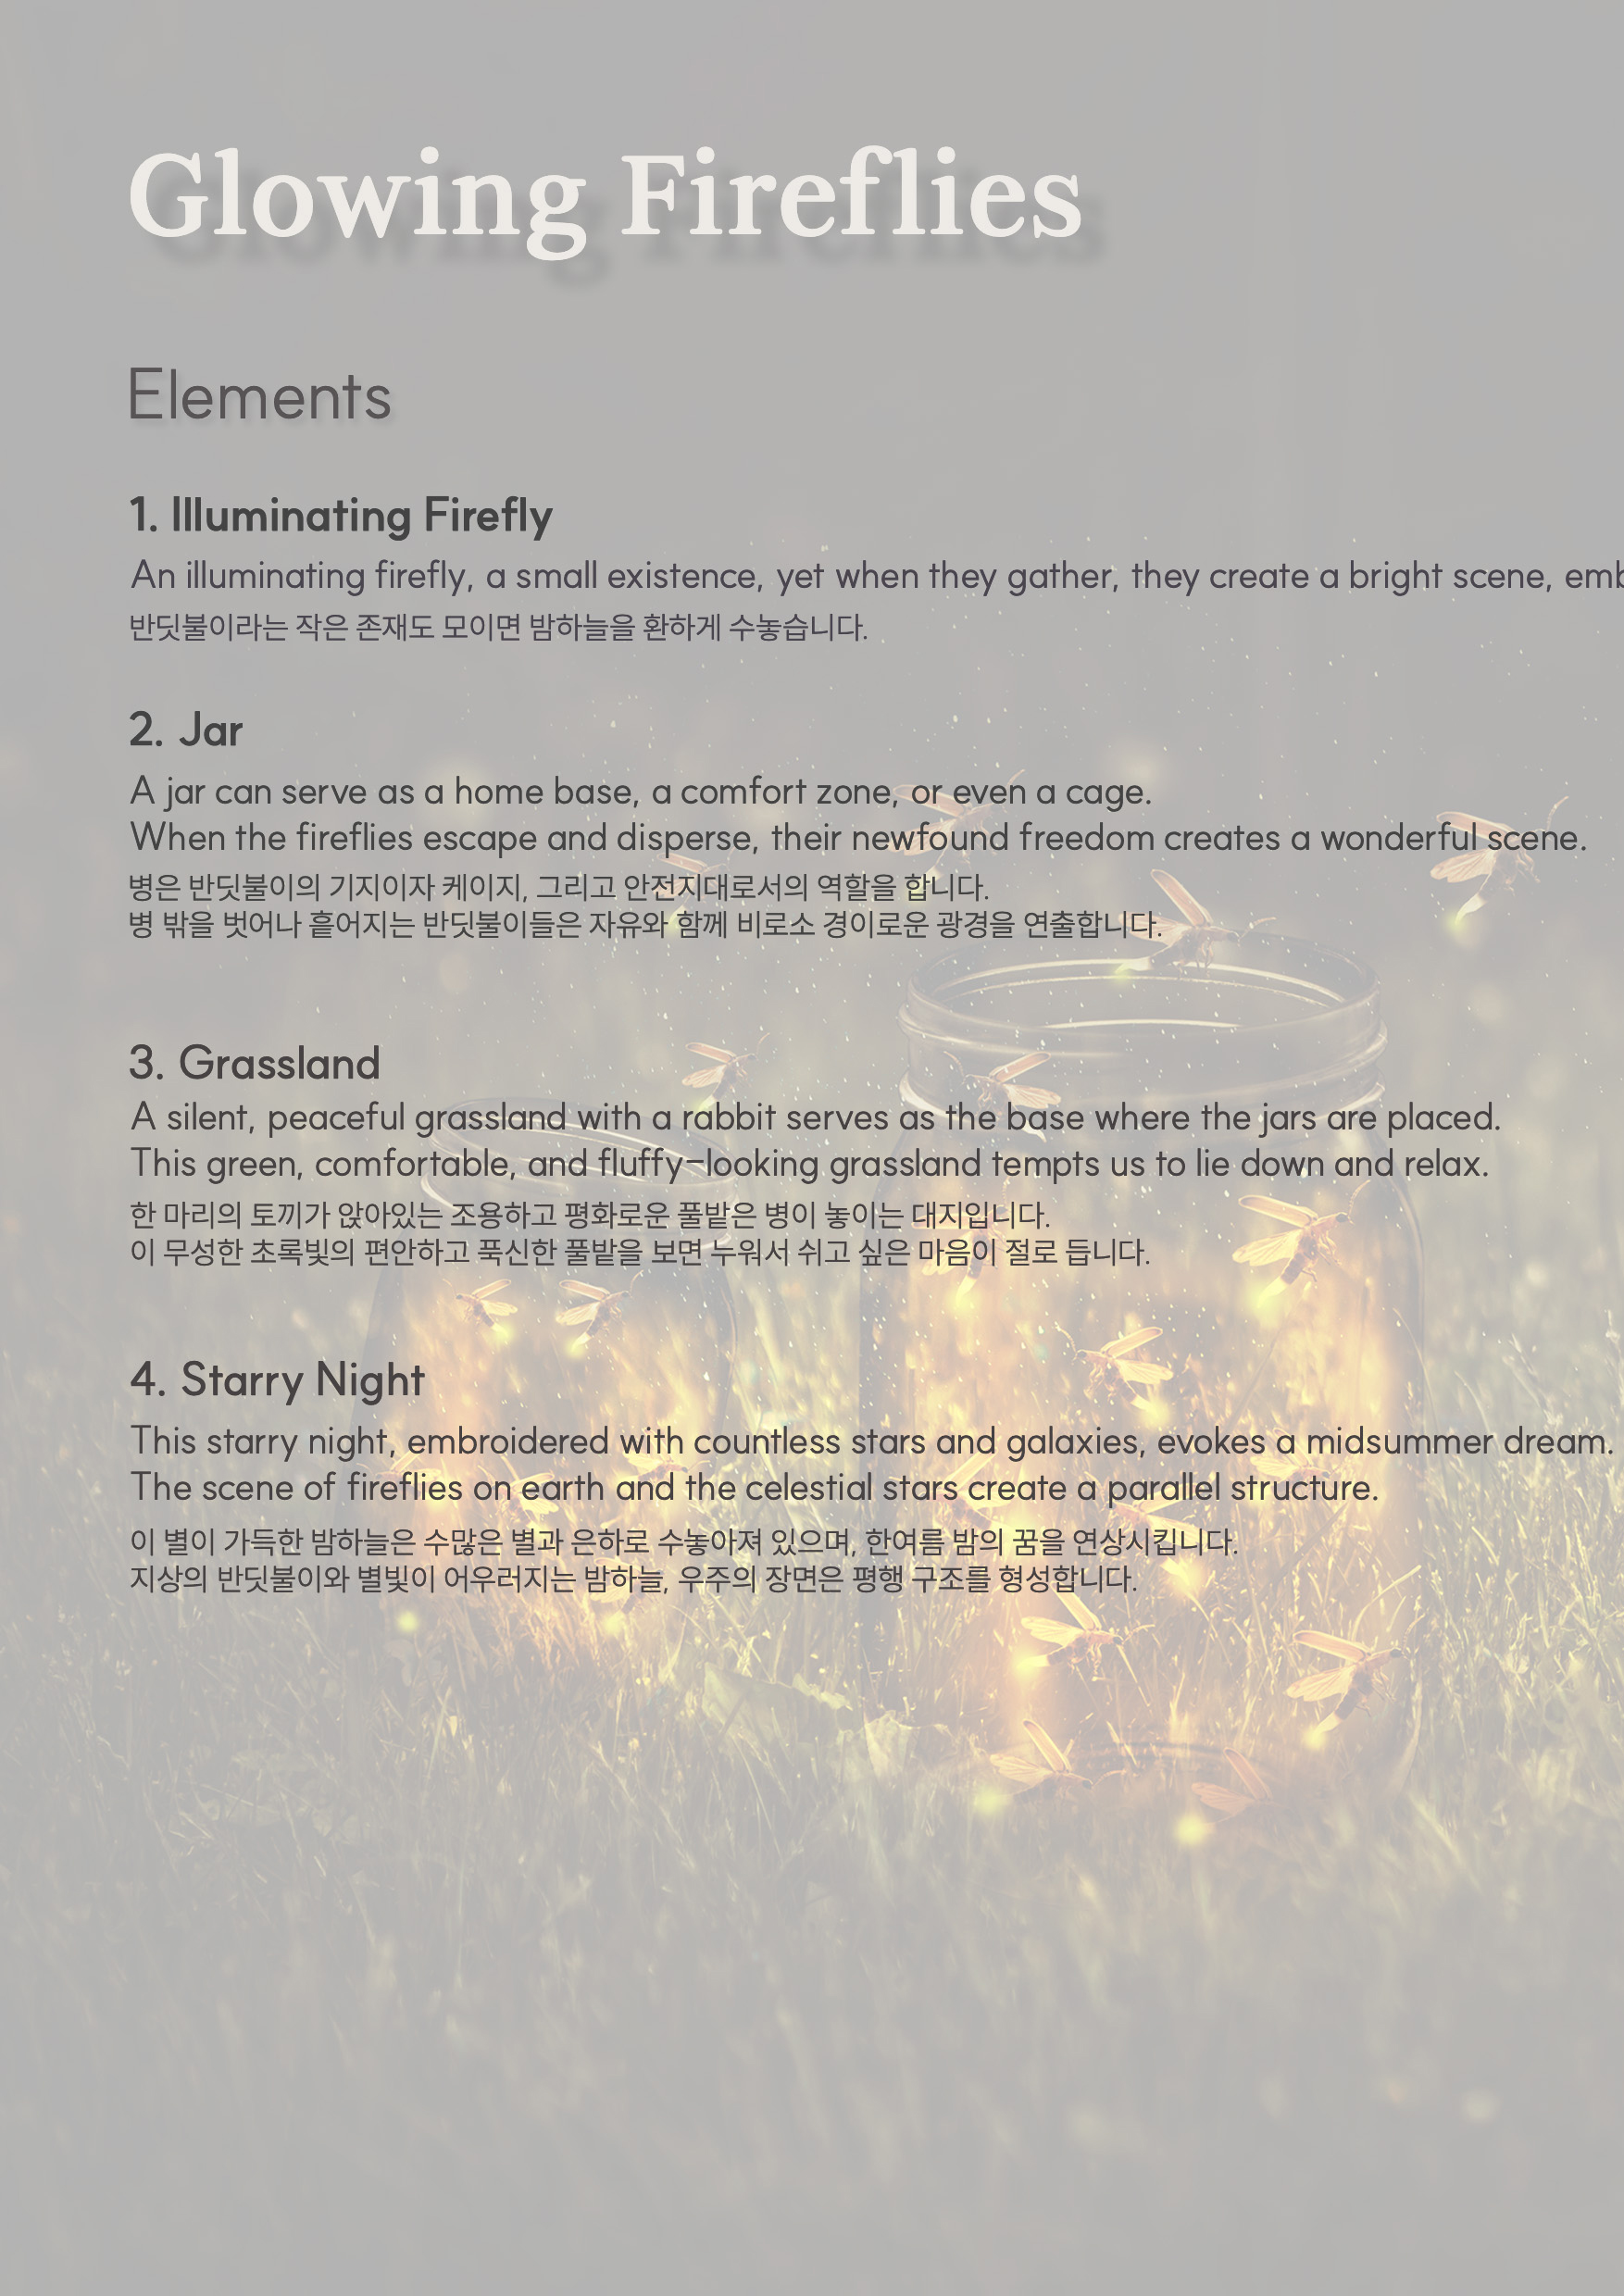 Glowing Fireflies
Elements
1. Illuminating Firefly
An illuminating firefly, a small existence, yet when they gather, they create a bright scene,
반딧불이라는 작은 존재도 모이면 밤하늘을 환하게 수놓습니다.
2. Jar
A jar can serve as a home base, a comfort zone, or even a cage.
When the fireflies escape and disperse, their newfound freedom creates a wonderful scene.
병은 반딧불이의 기지이자 케이지, 그리고 안전지대로서의 역할을 합니다.
병 밖을 벗어나 흩어지는 반딧불이들은 자유와 함께 비로소 경이로운 광경을 연출합니다.
3. Grassland
A silent, peaceful grassland with a rabbit serves as the base where the jars are placed.
This green, comfortable, and fluffy-looking grassland tempts us to lie down and relax.
한 마리의 토끼가 앉아있는 조용하고 평화로운 풀밭은 병이 놓이는 대지입니다.
이 무성한 초록빛의 편안하고 푹신한 풀밭을 보면 누워서 쉬고 싶은 마음이 절로 듭니다.
4. Starry Night
This starry night, embroidered with countless stars and galaxies, evokes a midsummer dream.
The scene of fireflies on earth and the celestial stars create a parallel structure.
이 별이 가득한 밤하늘은 수많은 별과 은하로 수놓아져 있으며, 한여름 밤의 꿈을 연상시킵니다.
지상의 반딧불이와 별빛이 어우러지는 밤하늘, 우주의 장면은 평행 구조를 형성합니다.